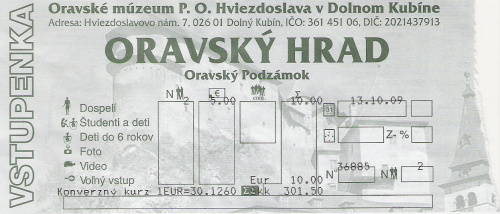 VSTUPENKA
Oravské múzeum P. O. Hviezdoslava v Dolnom Kubíne
Adresa: Hviezdoslavovo nám. 7, 026 01 Dolný Kubín, IČO: 361 451 06, DIČ: 2021437913
ORAVSKÝ HRAD
Oravský Podzámok
N € Σ
Dospelí 2 5.00 10.00 13.10.09
Študenti a deti Z- %
Deti do 6 rokov
Foto
Video 36885 2
Voľný vstup Eur 10.00 N N
Konverzný kurz 1EUR=30.1260 Skk 301.50